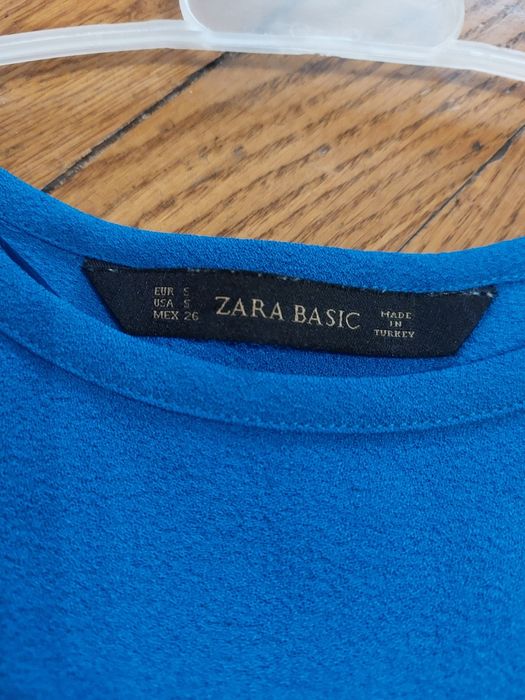 EUR S
USA S
MEX 26
ZARA BASIC
MADE
IN
TURKEY